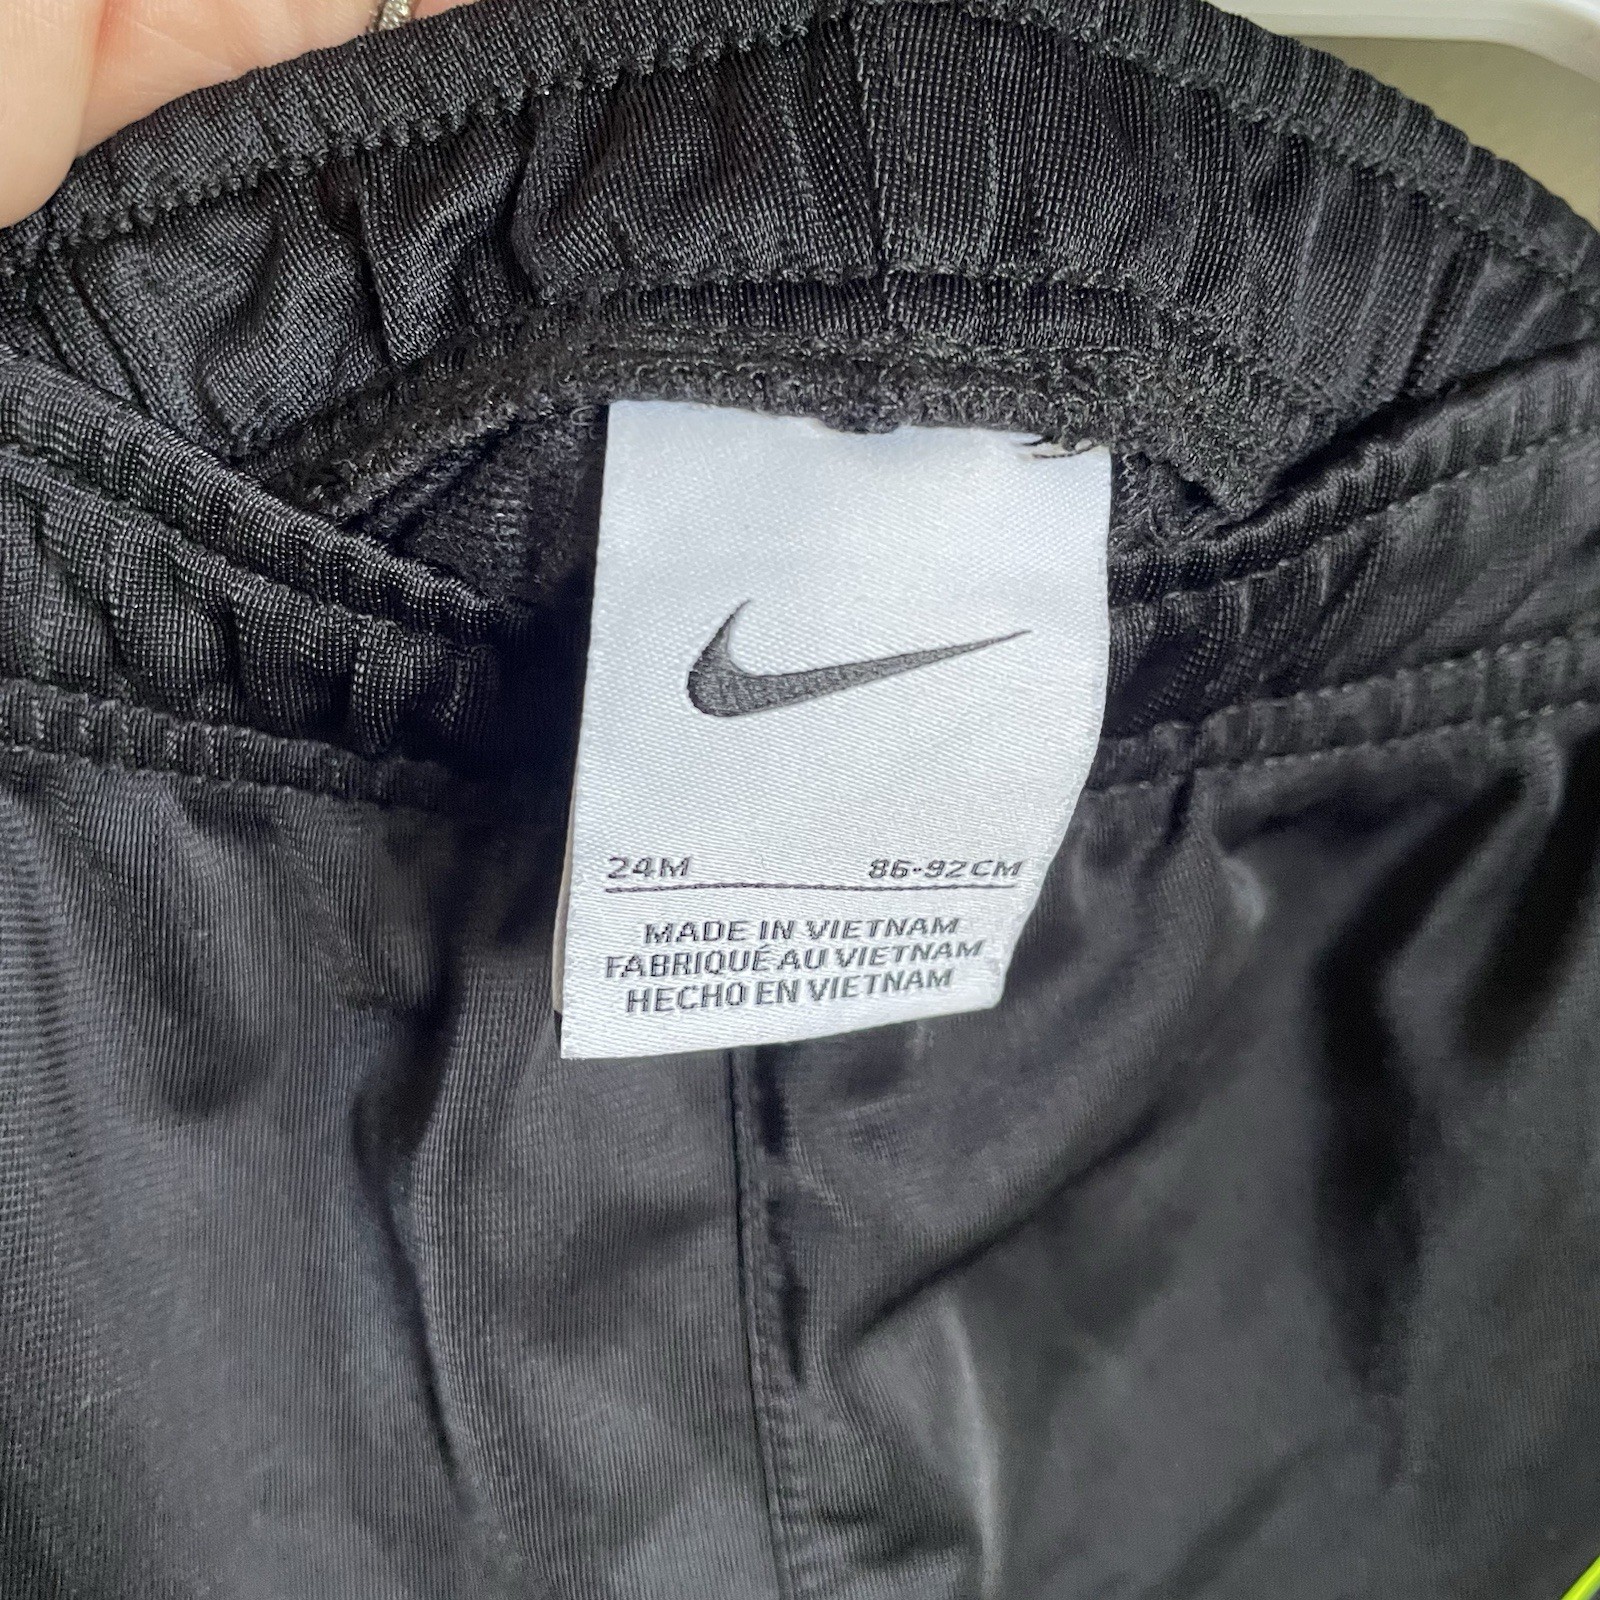 24M 86-92CM
MADE IN VIETNAM
FABRIQUÉ AU VIETNAM
HECHO EN VIETNAM